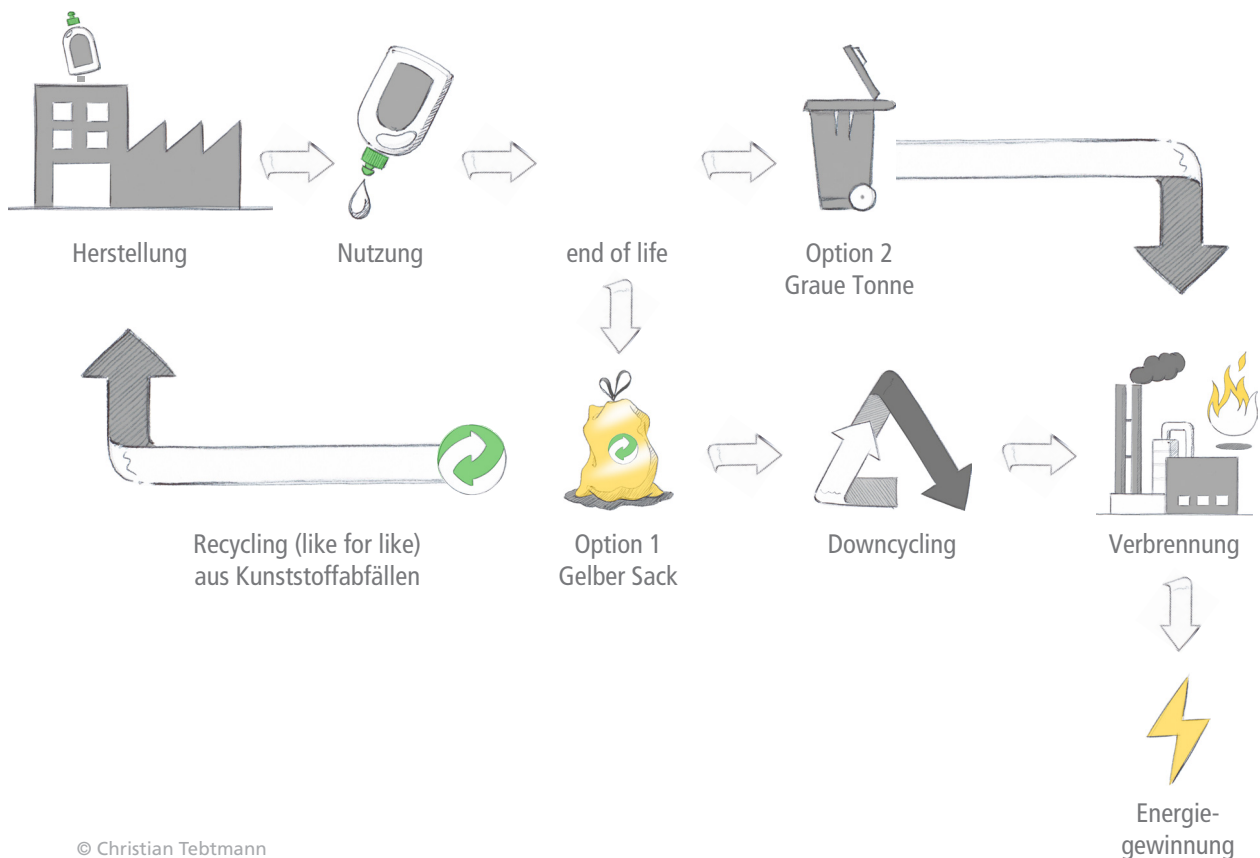 Herstellung
Nutzung
end of life
Option 2
Graue Tonne
Recycling (like for like)
aus Kunststoffabfällen
Option 1
Gelber Sack
Downcycling
Verbrennung
Energie-
gewinnung
© Christian Tebtmann